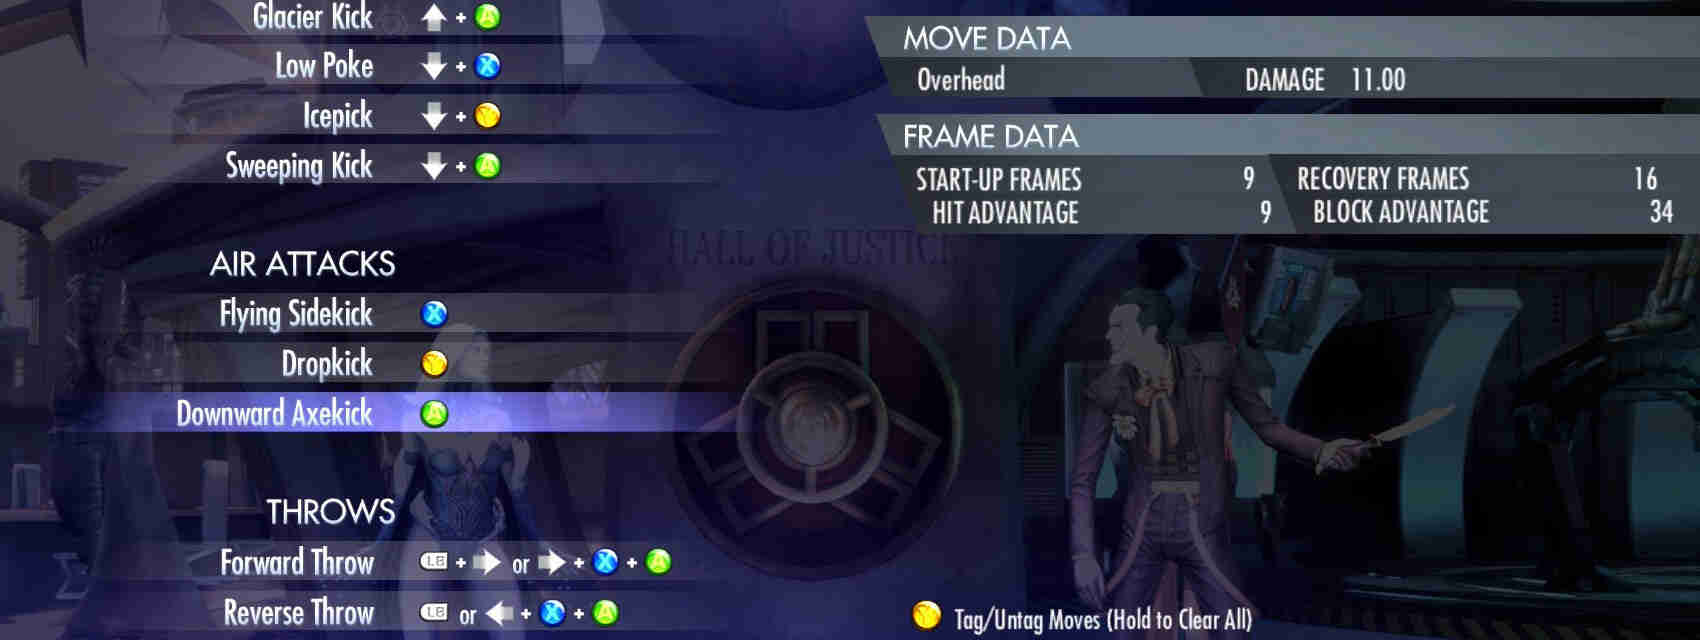 Glacier Kick + A
Low Poke + X
Icepick + Y
Sweeping Kick + A
AIR ATTACKS
Flying Sidekick X
Dropkick Y
Downward Axekick A
THROWS
Forward Throw LB + or + X + A
Reverse Throw LB or + X + A
MOVE DATA
Overhead DAMAGE 11.00
FRAME DATA
START-UP FRAMES 9 RECOVERY FRAMES 16
HIT ADVANTAGE 9 BLOCK ADVANTAGE 34
HALL OF JUSTICE
Y Tag/Untag Moves (Hold to Clear All)